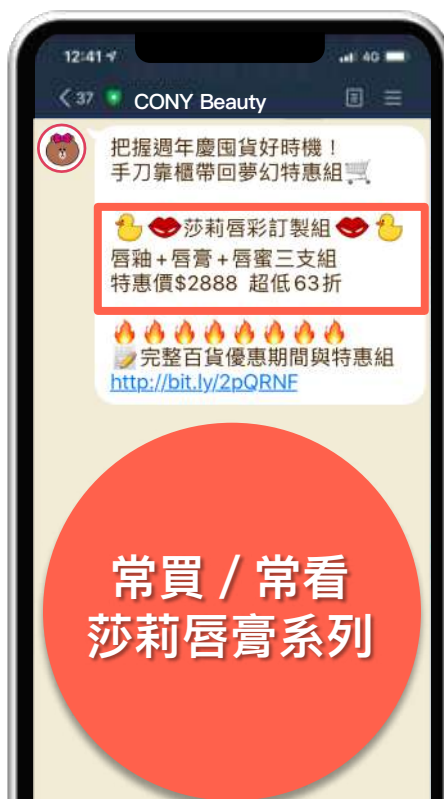 12:41
4G
37
CONY Beauty
把握週年慶囤貨好時機！
手刀靠櫃帶回夢幻特惠組🛒
🐤👄莎莉唇彩訂製組👄🐤
唇釉+唇膏+唇蜜三支組
特惠價$2888 超低63折
🔥🔥🔥🔥🔥🔥🔥🔥
📝完整百貨優惠期間與特惠組
http://bit.ly/2pQRNF
常買 / 常看
莎莉唇膏系列